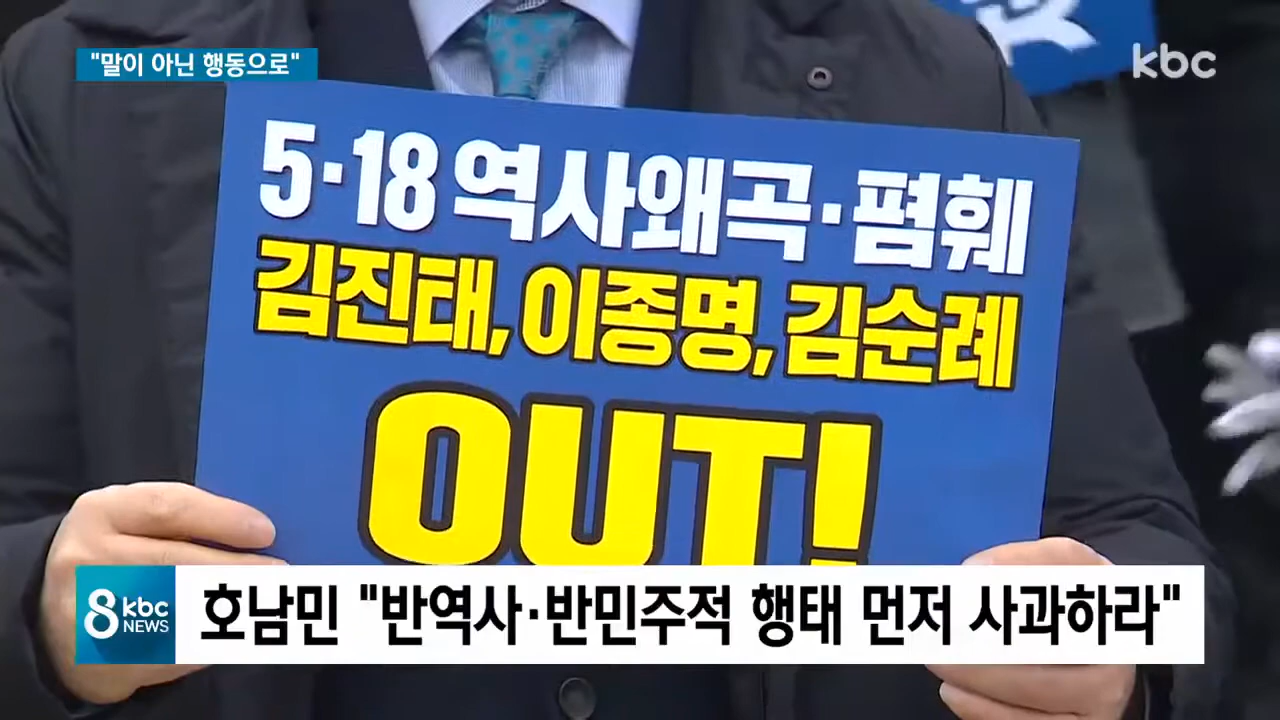 "말이 아닌 행동으로"
kbc
5·18 역사왜곡·폄훼
김진태, 이종명, 김순례
OUT!
8 kbc NEWS
호남민 "반역사·반민주적 행태 먼저 사과하라"